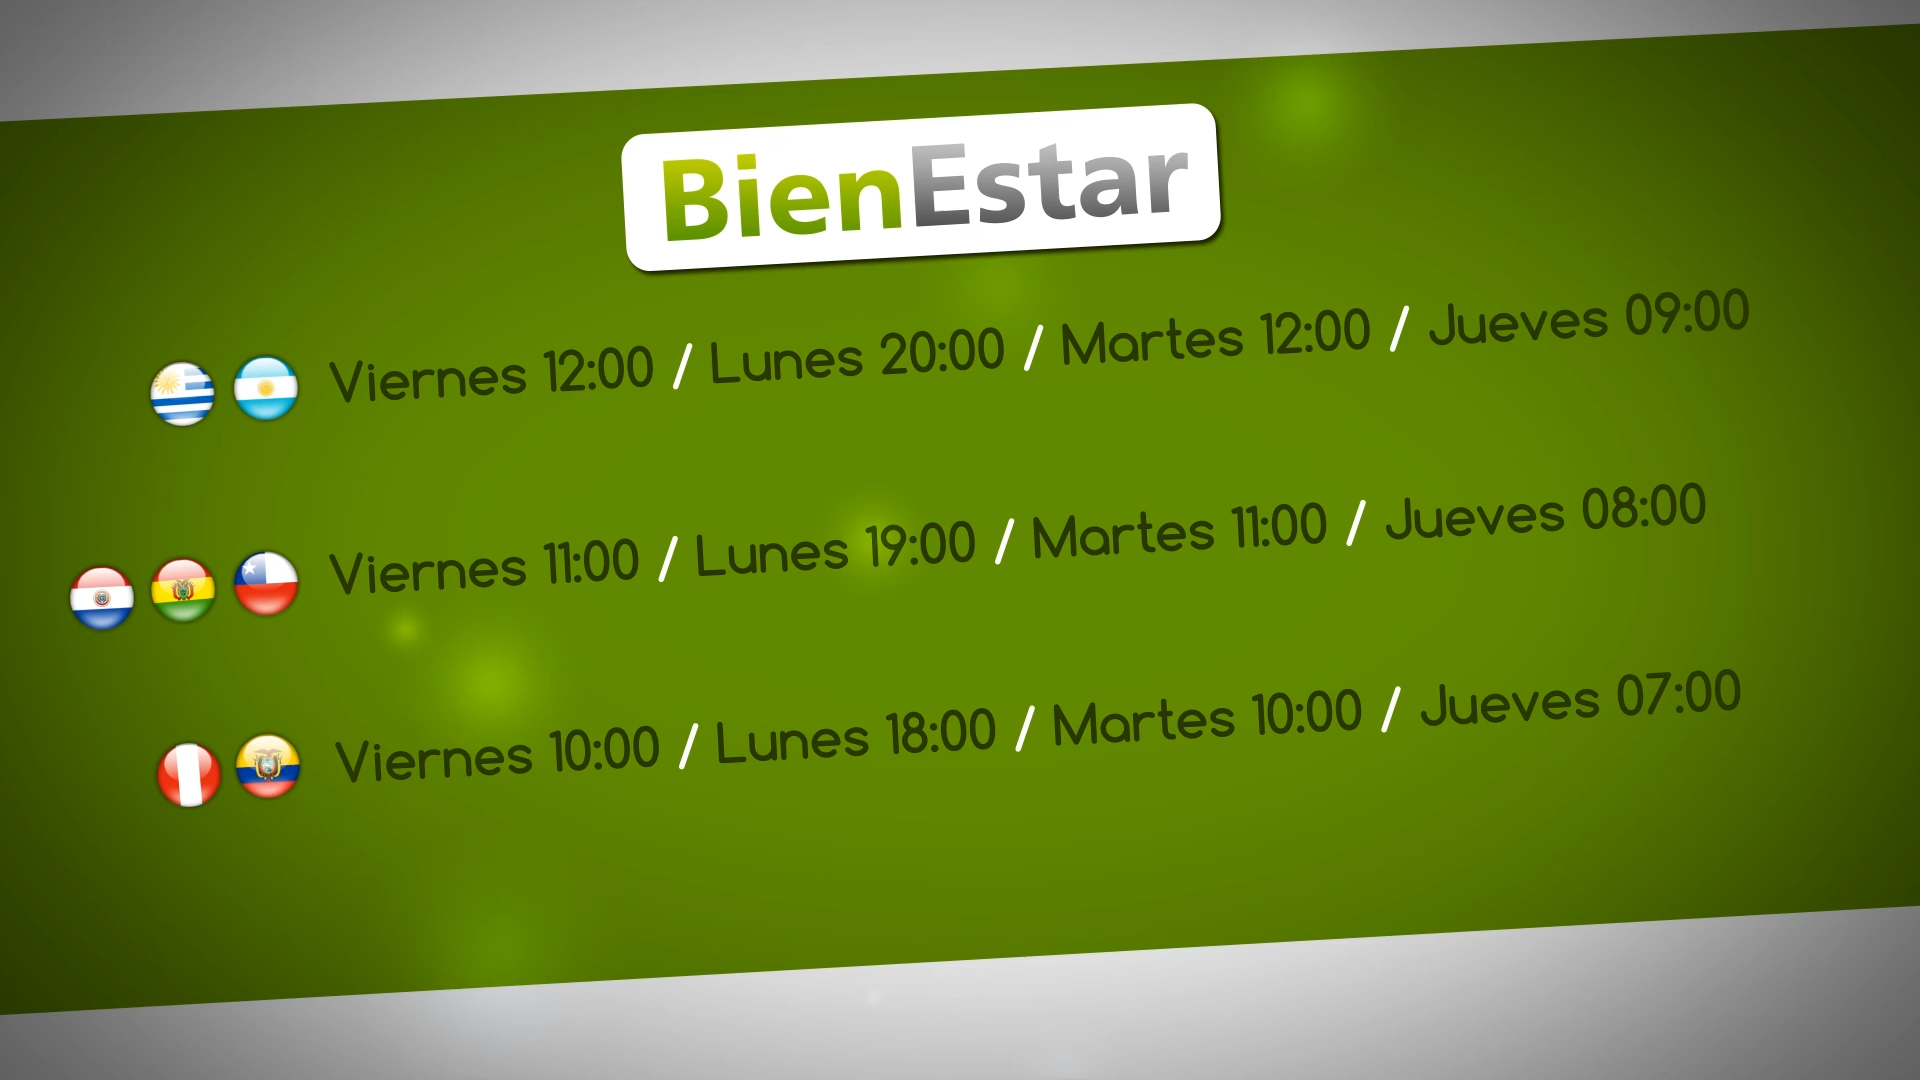 BienEstar
Viernes 12:00 / Lunes 20:00 / Martes 12:00 / Jueves 09:00
Viernes 11:00 / Lunes 19:00 / Martes 11:00 / Jueves 08:00
Viernes 10:00 / Lunes 18:00 / Martes 10:00 / Jueves 07:00